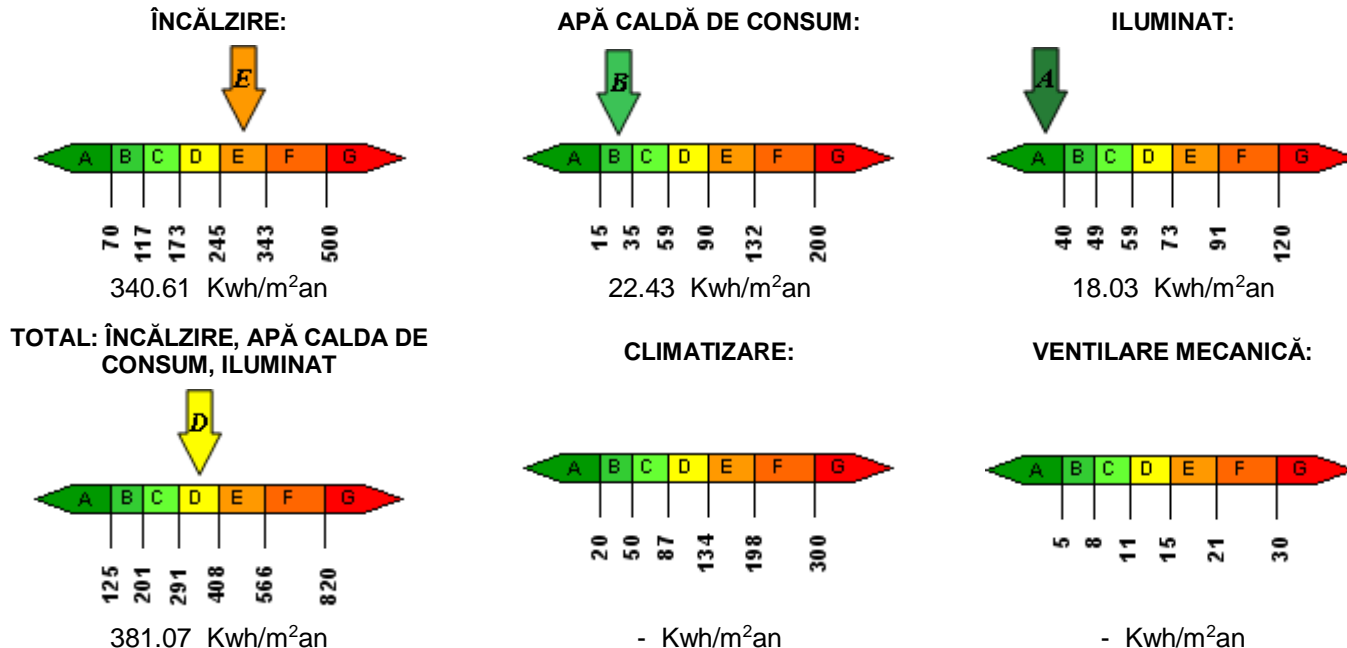 ÎNCĂLZIRE:
E
A B C D E F G
70 117 173 245 343 500
340.61 Kwh/m²an
APĂ CALDĂ DE CONSUM:
B
A B C D E F G
15 35 59 90 132 200
22.43 Kwh/m²an
ILUMINAT:
A
A B C D E F G
40 49 59 73 91 120
18.03 Kwh/m²an
TOTAL: ÎNCĂLZIRE, APĂ CALDA DE
CONSUM, ILUMINAT
D
A B C D E F G
125 201 291 408 566 820
381.07 Kwh/m²an
CLIMATIZARE:
A B C D E F G
20 50 87 134 198 300
- Kwh/m²an
VENTILARE MECANICĂ:
A B C D E F G
5 8 11 15 21 30
- Kwh/m²an